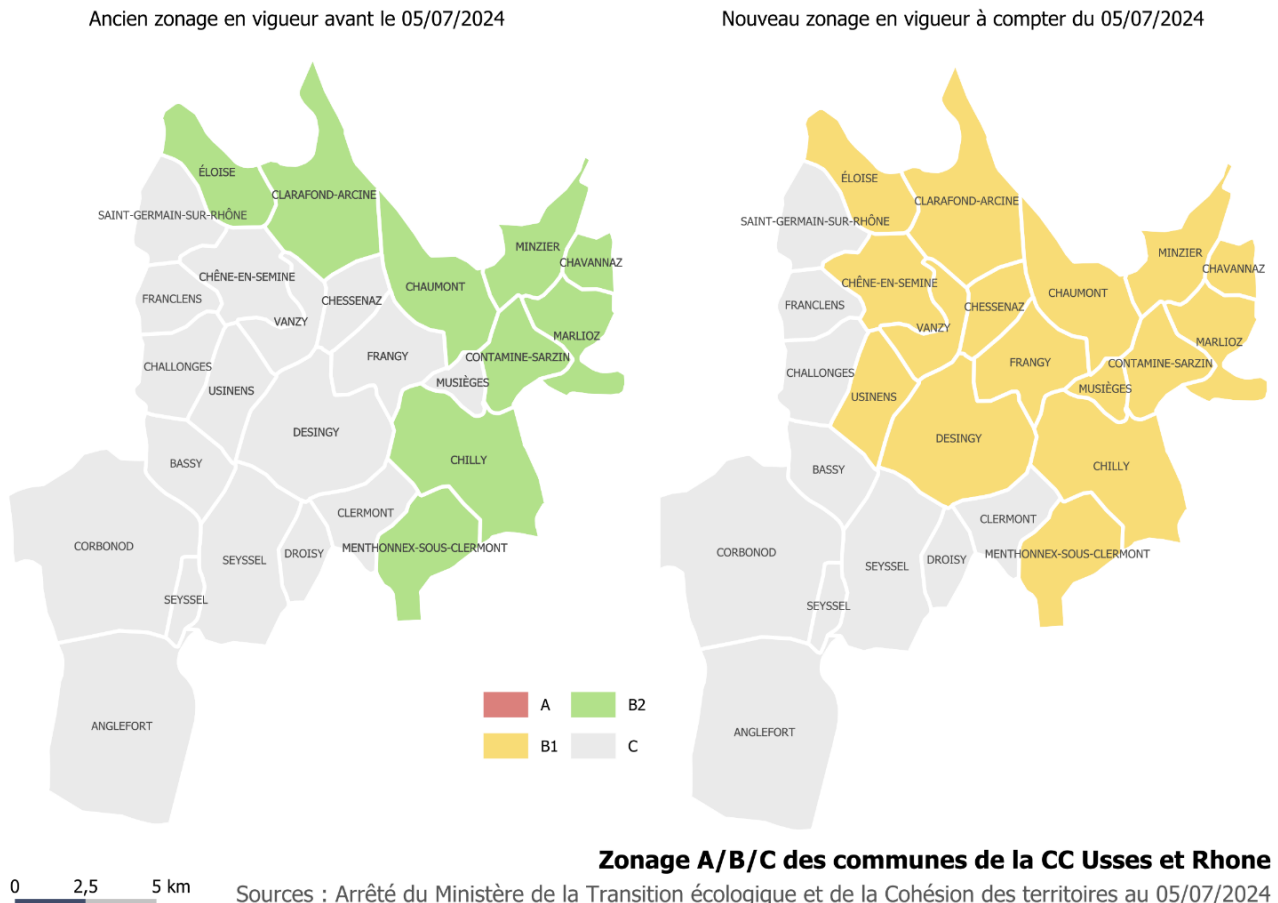 Ancien zonage en vigueur avant le 05/07/2024
Nouveau zonage en vigueur à compter du 05/07/2024
ÉLOISE
CLARAFOND-ARCINE
SAINT-GERMAIN-SUR-RHÔNE
MINZIER
CHAVANNAZ
CHÊNE-EN-SEMINE
CHAUMONT
FRANCLENS
CHESSENAZ
VANZY
MARLIOZ
FRANGY
CONTAMINE-SARZIN
CHALLONGES
MUSIÈGES
USINENS
DESINGY
CHILLY
BASSY
CLERMONT
CORBONOD
MENTHONNEX-SOUS-CLERMONT
DROISY
SEYSSEL
SEYSSEL
ANGLEFORT
ÉLOISE
CLARAFOND-ARCINE
SAINT-GERMAIN-SUR-RHÔNE
MINZIER
CHAVANNAZ
CHÊNE-EN-SEMINE
CHAUMONT
FRANCLENS
CHESSENAZ
VANZY
MARLIOZ
FRANGY
CONTAMINE-SARZIN
CHALLONGES
MUSIÈGES
USINENS
DESINGY
CHILLY
BASSY
CLERMONT
CORBONOD
MENTHONNEX-SOUS-CLERMONT
DROISY
SEYSSEL
SEYSSEL
ANGLEFORT
A
B2
B1
C
Zonage A/B/C des communes de la CC Usses et Rhone
0 2,5 5 km
Sources : Arrêté du Ministère de la Transition écologique et de la Cohésion des territoires au 05/07/2024